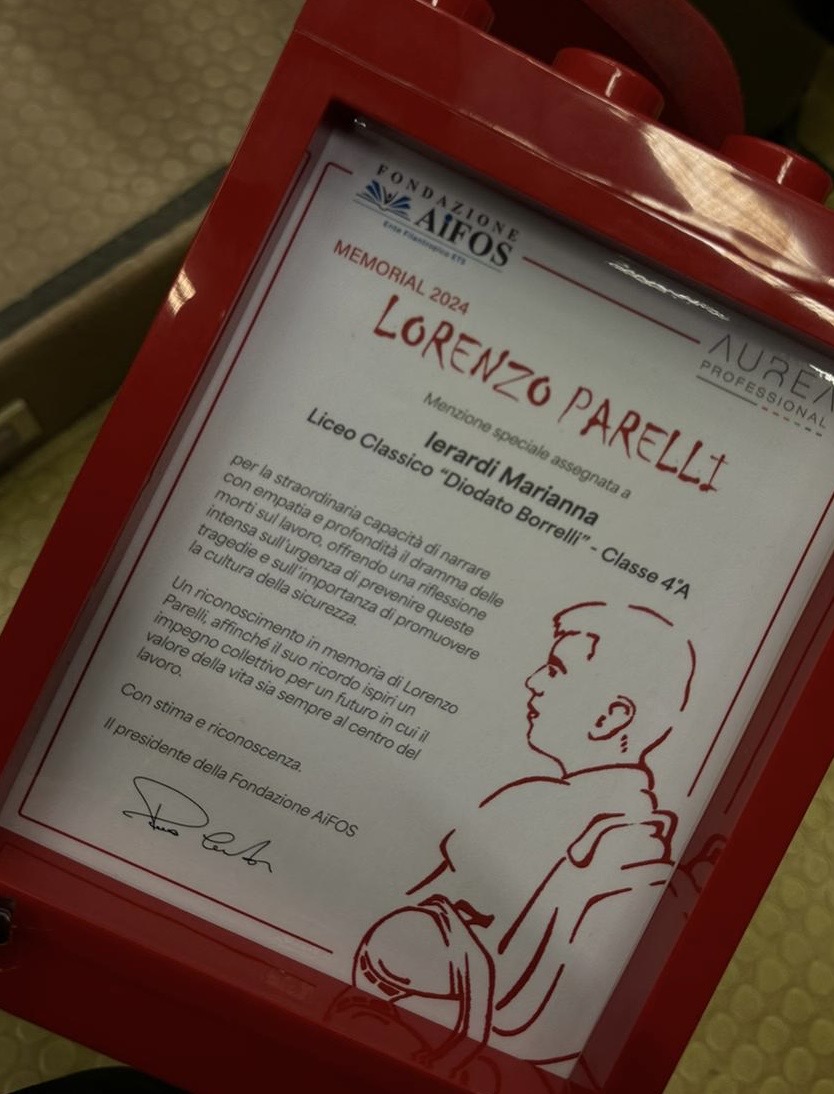 FONDAZIONE
AiFOS
Ente Filantropico ETS
MEMORIAL 2024
LORENZO PARELLI
AUREA
PROFESSIONAL
Menzione speciale assegnata a
Ierardi Marianna
Liceo Classico "Diodato Borrelli" - Classe 4°A
per la straordinaria capacità di narrare
con empatia e profondità il dramma delle
morti sul lavoro, offrendo una riflessione
intensa sull'urgenza di prevenire queste
tragedie e sull'importanza di promuovere
la cultura della sicurezza.
Un riconoscimento in memoria di Lorenzo
Parelli, affinché il suo ricordo ispiri un
impegno collettivo per un futuro in cui il
valore della vita sia sempre al centro del
lavoro.
Con stima e riconoscenza.
Il presidente della Fondazione AiFOS